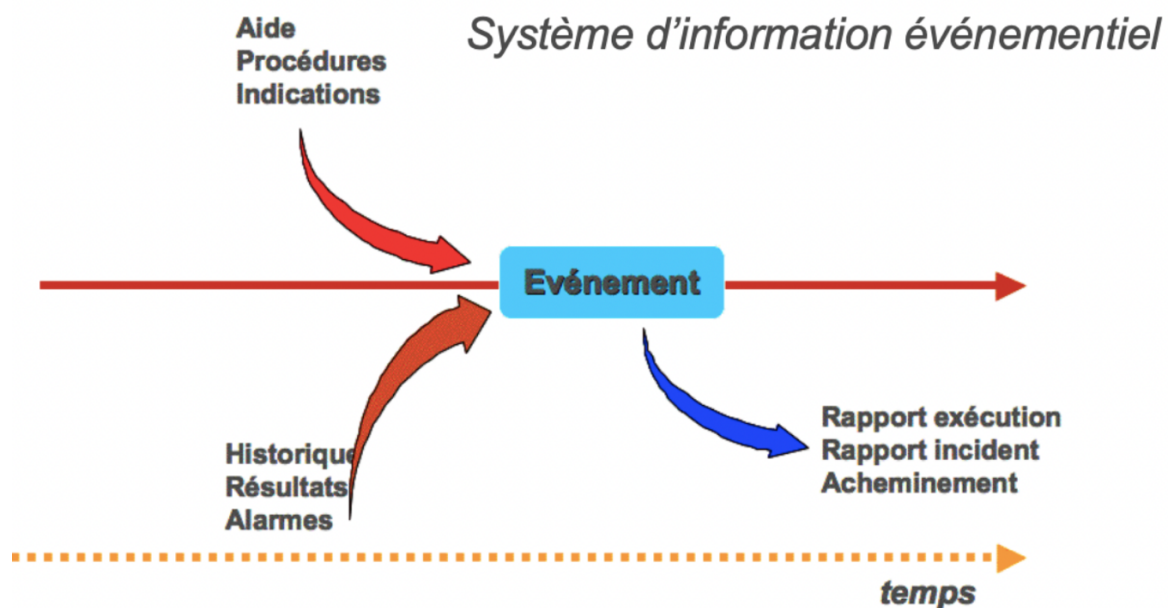 Système d'information événementiel
Aide
Procédures
Indications
Evénement
Historique
Résultats
Alarmes
Rapport exécution
Rapport incident
Acheminement
temps